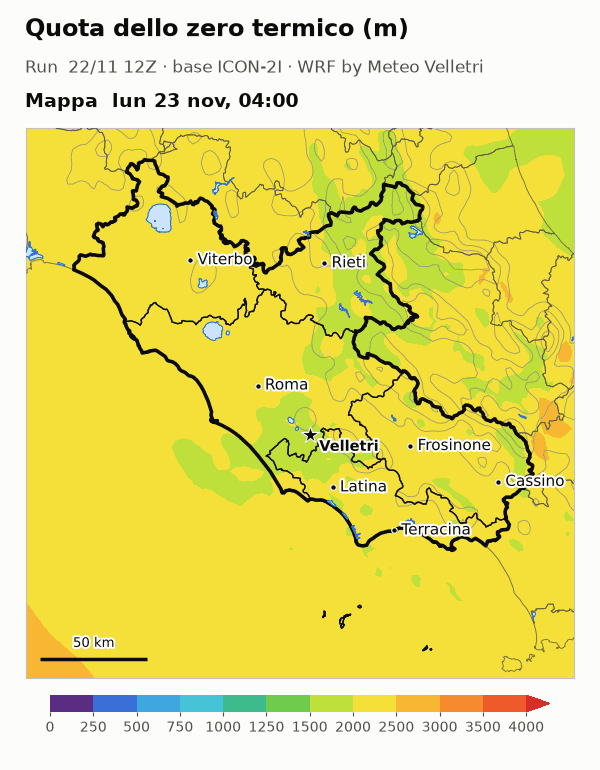 Quota dello zero termico (m)
Run  22/11 12Z · base ICON-2I · WRF by Meteo Velletri
Mappa  lun 23 nov, 04:00
Viterbo
Rieti
Roma
Velletri
Frosinone
Cassino
Latina
Terracina
50 km
0 250 500 750 1000 1250 1500 2000 2500 3000 3500 4000